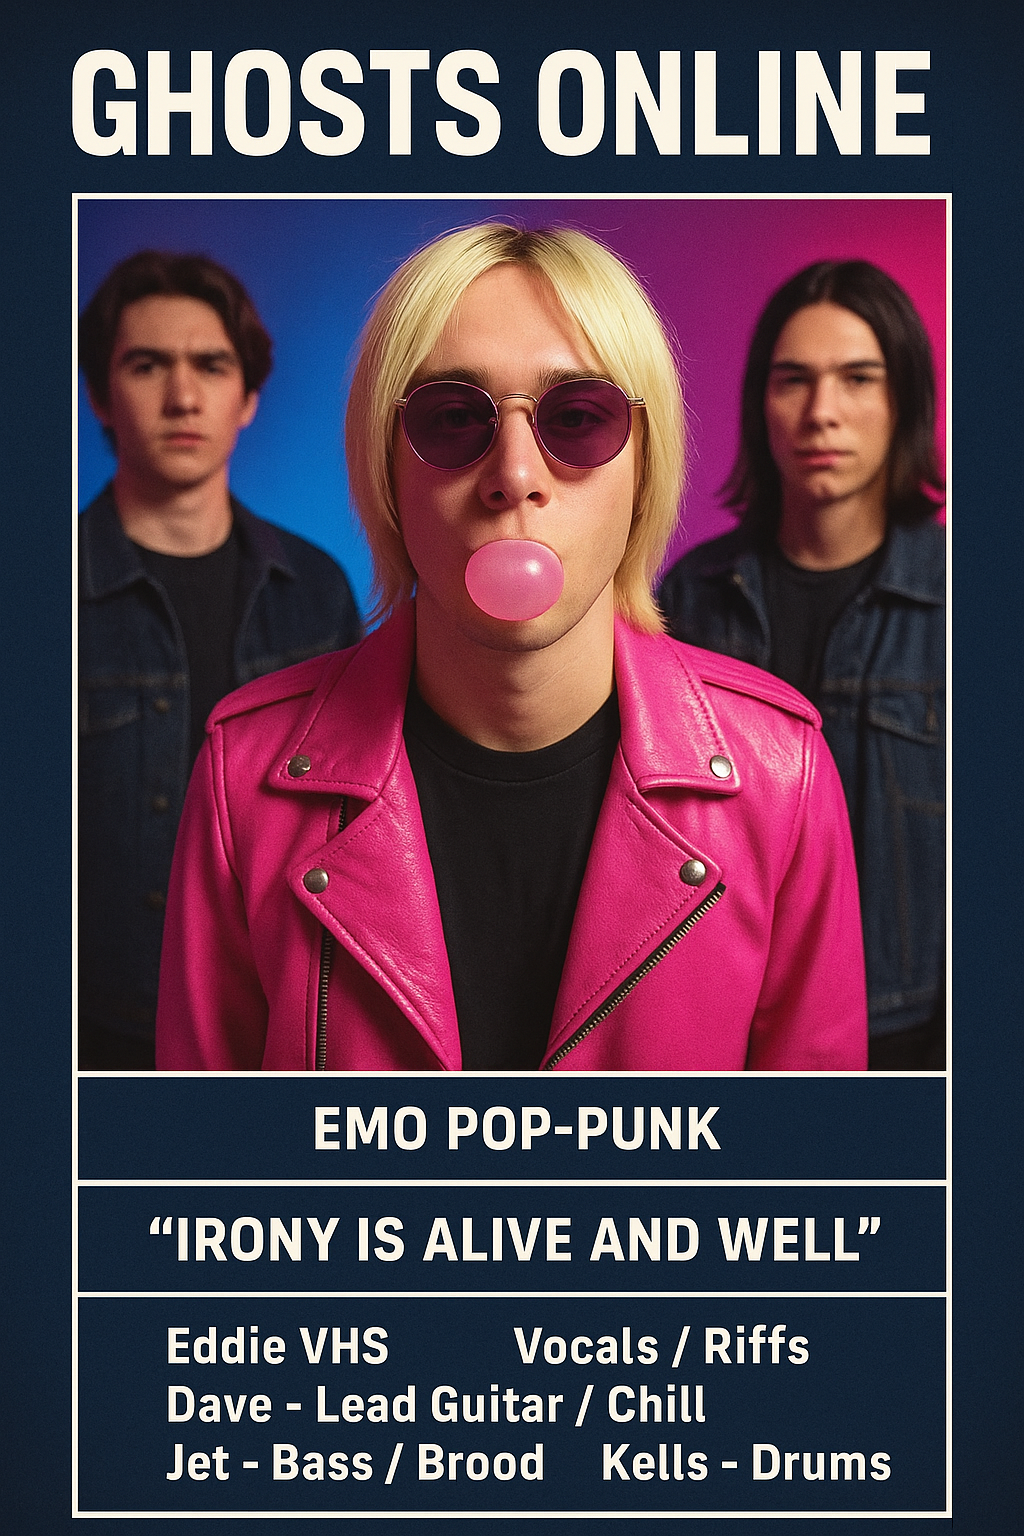 GHOSTS ONLINE
EMO POP-PUNK
“IRONY IS ALIVE AND WELL”
Eddie VHS Vocals / Riffs
Dave - Lead Guitar / Chill
Jet - Bass / Brood Kells - Drums